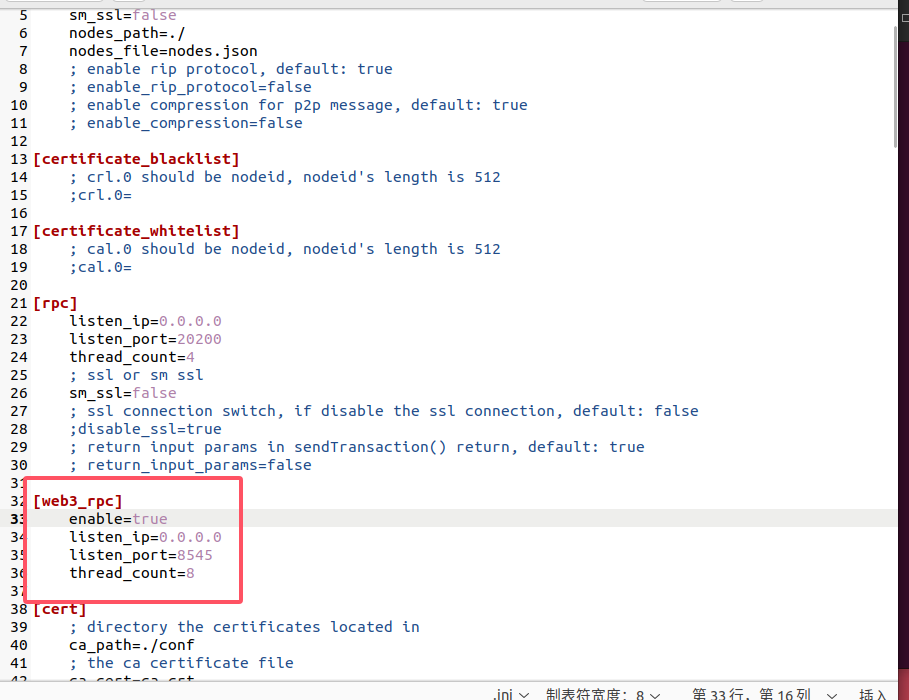 5 sm_ssl=false
6 nodes_path=./
7 nodes_file=nodes.json
8 ; enable rip protocol, default: true
9 ; enable_rip_protocol=false
10 ; enable compression for p2p message, default: true
11 ; enable_compression=false
12
13 [certificate_blacklist]
14 ; crl.0 should be nodeid, nodeid's length is 512
15 ;crl.0=
16
17 [certificate_whitelist]
18 ; cal.0 should be nodeid, nodeid's length is 512
19 ;cal.0=
20
21 [rpc]
22 listen_ip=0.0.0.0
23 listen_port=20200
24 thread_count=4
25 ; ssl or sm ssl
26 sm_ssl=false
27 ; ssl connection switch, if disable the ssl connection, default: false
28 ;disable_ssl=true
29 ; return input params in sendTransaction() return, default: true
30 ; return_input_params=false
31
32 [web3_rpc]
33 enable=true
34 listen_ip=0.0.0.0
35 listen_port=8545
36 thread_count=8
37
38 [cert]
39 ; directory the certificates located in
40 ca_path=./conf
41 ; the ca certificate file
42 ca_cert=ca.crt
.ini 制表符宽度：8 第 33 行，第 16 列 插入